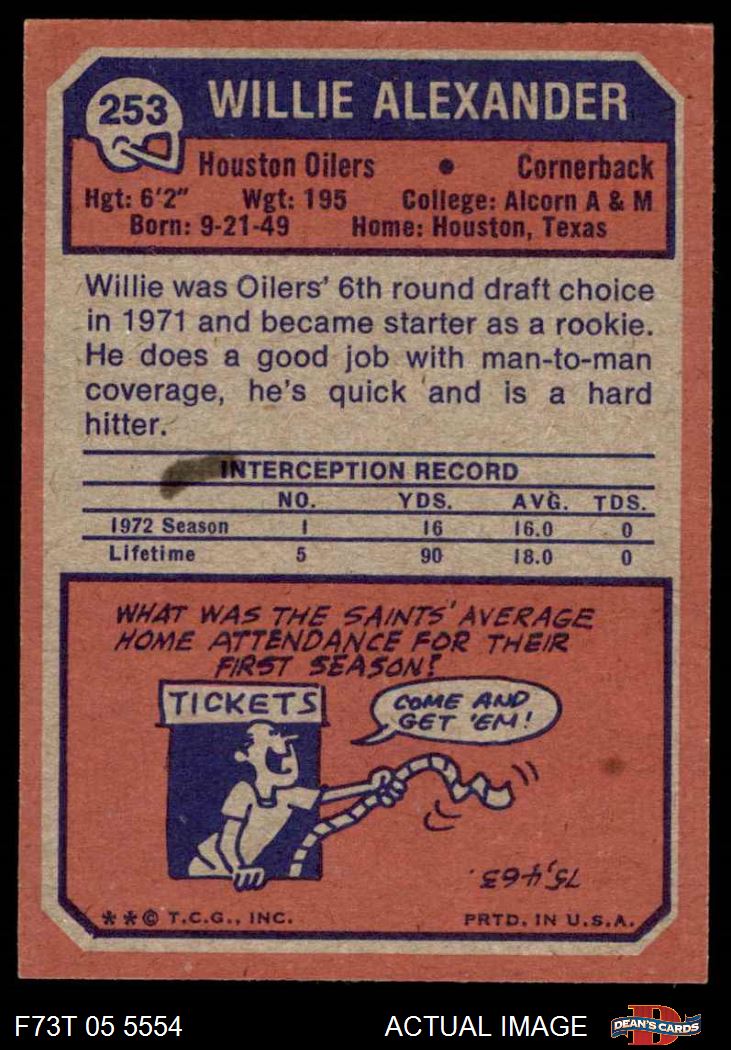 253
WILLIE ALEXANDER
Houston Oilers • Cornerback
Hgt: 6'2" Wgt: 195 College: Alcorn A & M
Born: 9-21-49 Home: Houston, Texas
Willie was Oilers' 6th round draft choice
in 1971 and became starter as a rookie.
He does a good job with man-to-man
coverage, he's quick and is a hard
hitter.
INTERCEPTION RECORD
NO. YDS. AVG. TDS.
1972 Season 1 16 16.0 0
Lifetime 5 90 18.0 0
WHAT WAS THE SAINTS' AVERAGE
HOME ATTENDANCE FOR THEIR
FIRST SEASON?
TICKETS
COME AND
GET 'EM!
75,463.
**© T.C.G., INC. PRTD. IN U.S.A.
F73T 05 5554 ACTUAL IMAGE
D
DEAN'S CARDS